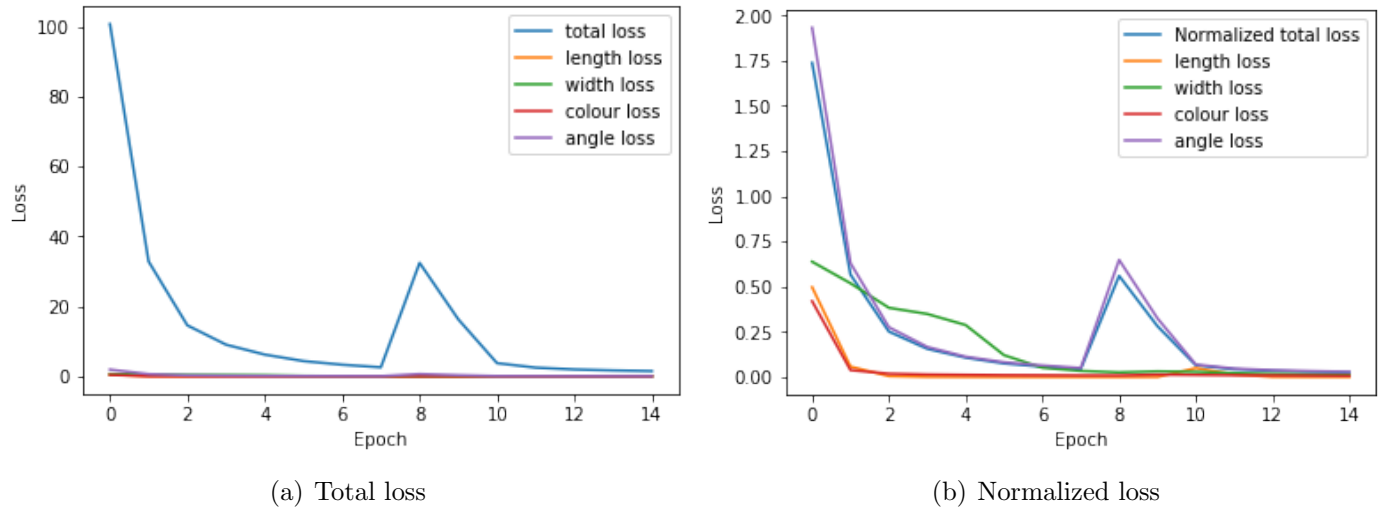 100
80
60
40
20
0
Loss
0 2 4 6 8 10 12 14
Epoch
total loss
length loss
width loss
colour loss
angle loss
(a) Total loss
2.00
1.75
1.50
1.25
1.00
0.75
0.50
0.25
0.00
Loss
0 2 4 6 8 10 12 14
Epoch
Normalized total loss
length loss
width loss
colour loss
angle loss
(b) Normalized loss